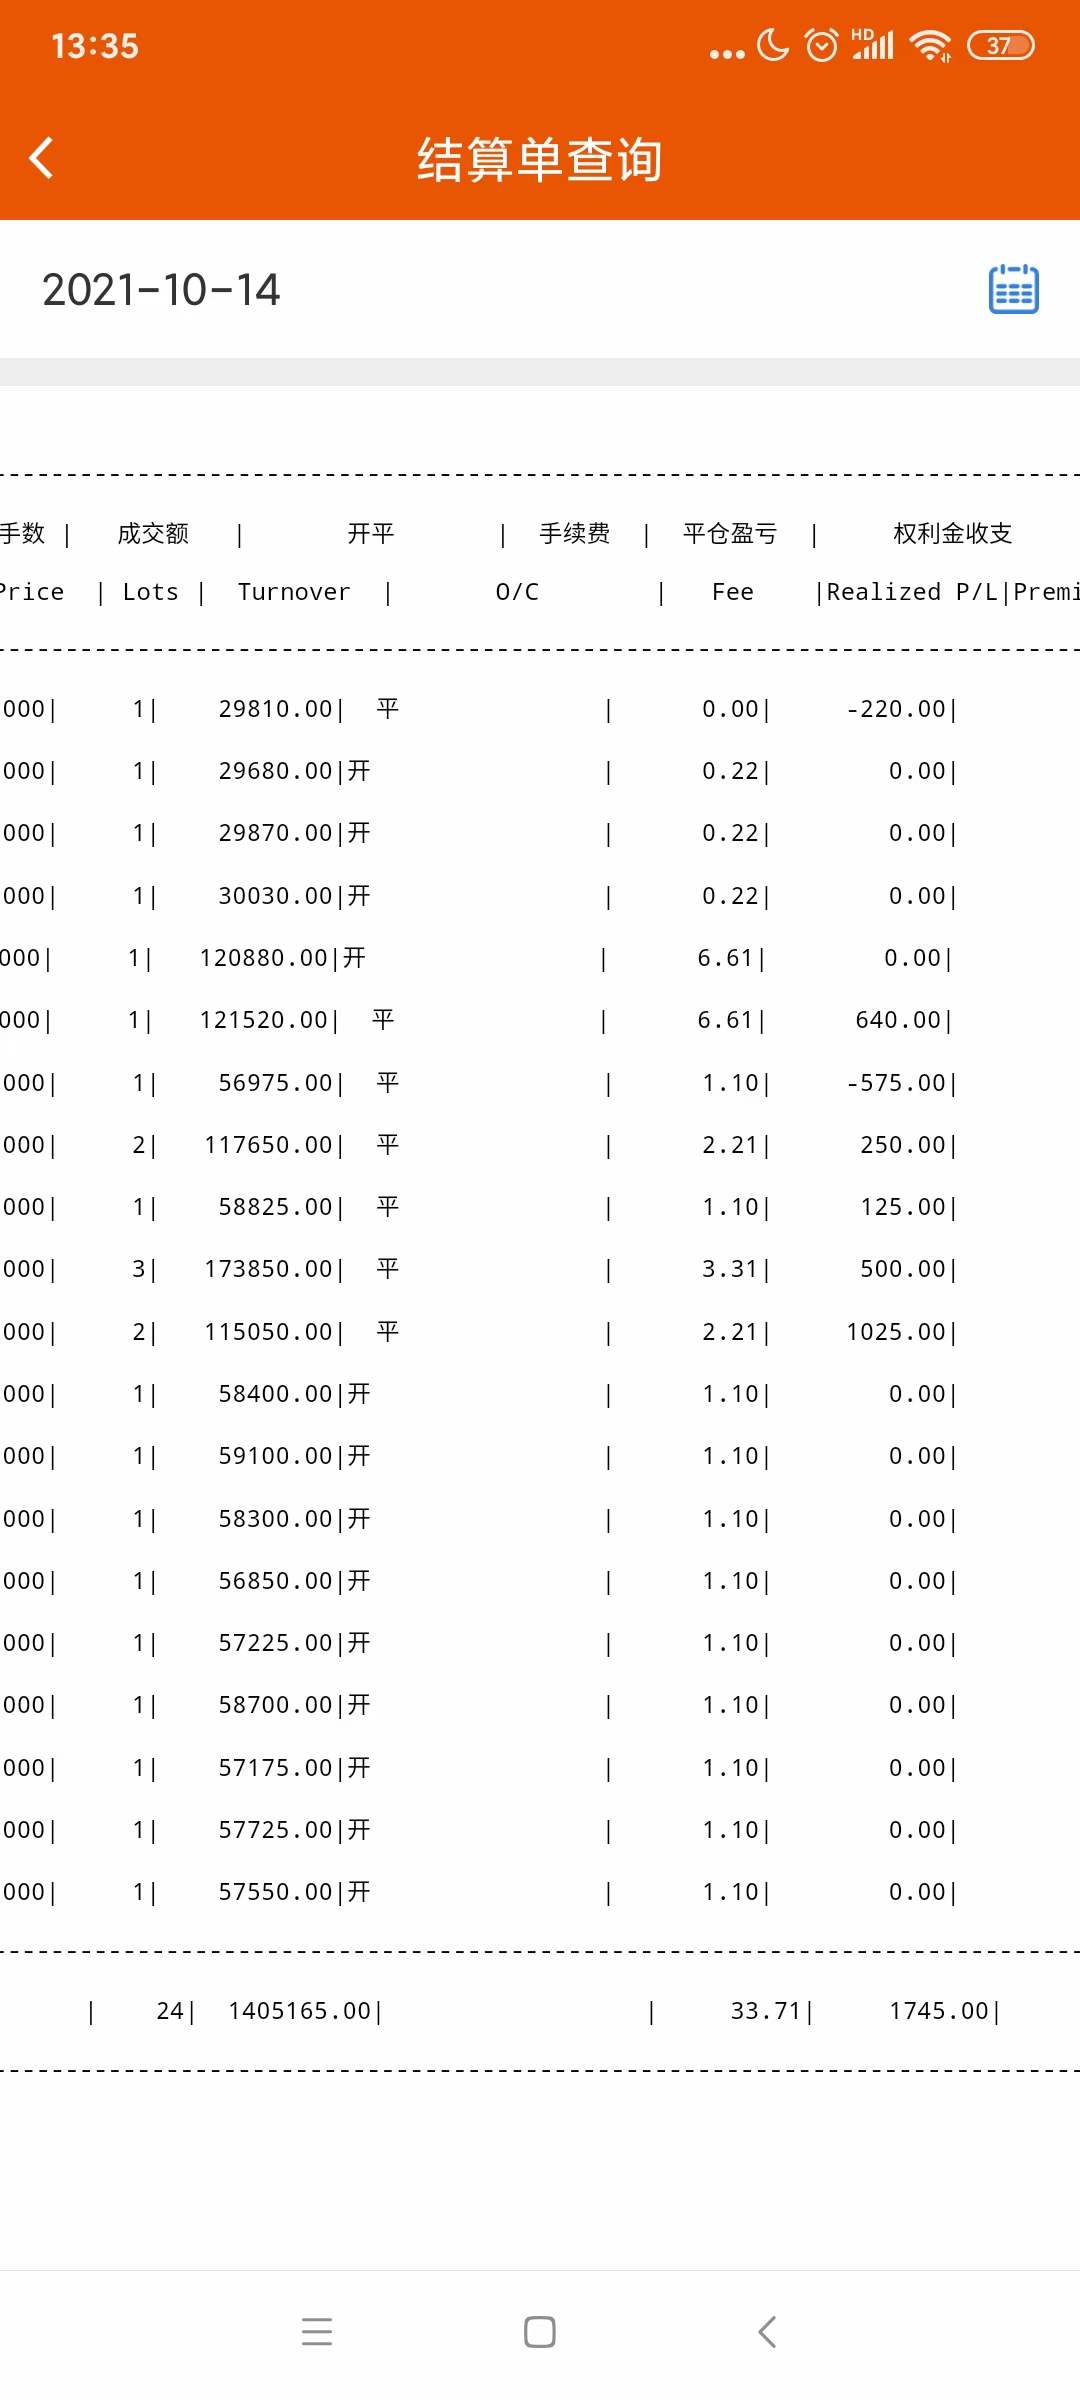 13:35
HD
37
结算单查询
2021-10-14
手数 | 成交额 | 开平 | 手续费 | 平仓盈亏 | 权利金收支
Price | Lots | Turnover | O/C | Fee |Realized P/L|Premi
000| 1| 29810.00| 平 | 0.00| -220.00|
000| 1| 29680.00|开 | 0.22| 0.00|
000| 1| 29870.00|开 | 0.22| 0.00|
000| 1| 30030.00|开 | 0.22| 0.00|
000| 1| 120880.00|开 | 6.61| 0.00|
000| 1| 121520.00| 平 | 6.61| 640.00|
000| 1| 56975.00| 平 | 1.10| -575.00|
000| 2| 117650.00| 平 | 2.21| 250.00|
000| 1| 58825.00| 平 | 1.10| 125.00|
000| 3| 173850.00| 平 | 3.31| 500.00|
000| 2| 115050.00| 平 | 2.21| 1025.00|
000| 1| 58400.00|开 | 1.10| 0.00|
000| 1| 59100.00|开 | 1.10| 0.00|
000| 1| 58300.00|开 | 1.10| 0.00|
000| 1| 56850.00|开 | 1.10| 0.00|
000| 1| 57225.00|开 | 1.10| 0.00|
000| 1| 58700.00|开 | 1.10| 0.00|
000| 1| 57175.00|开 | 1.10| 0.00|
000| 1| 57725.00|开 | 1.10| 0.00|
000| 1| 57550.00|开 | 1.10| 0.00|
| 24| 1405165.00| | 33.71| 1745.00|